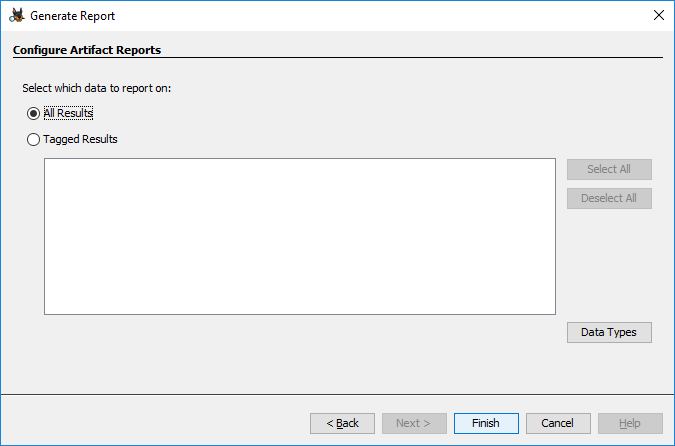 Generate Report
Configure Artifact Reports
Select which data to report on:
All Results
Tagged Results
Select All
Deselect All
Data Types
< Back
Next >
Finish
Cancel
Help